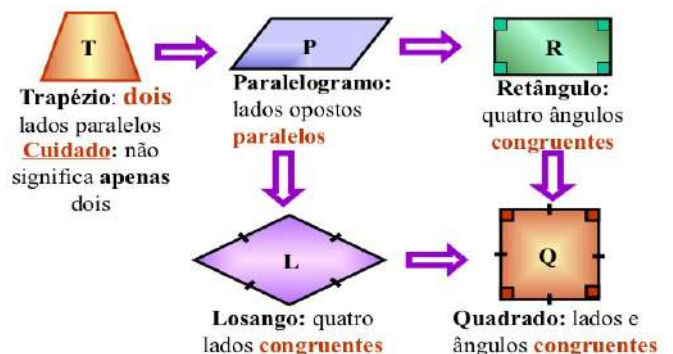 T
P
R
Trapézio: dois
lados paralelos
Cuidado: não
significa apenas
dois
Paralelogramo:
lados opostos
paralelos
Retângulo:
quatro ângulos
congruentes
L
Q
Losango: quatro
lados congruentes
Quadrado: lados e
ângulos congruentes